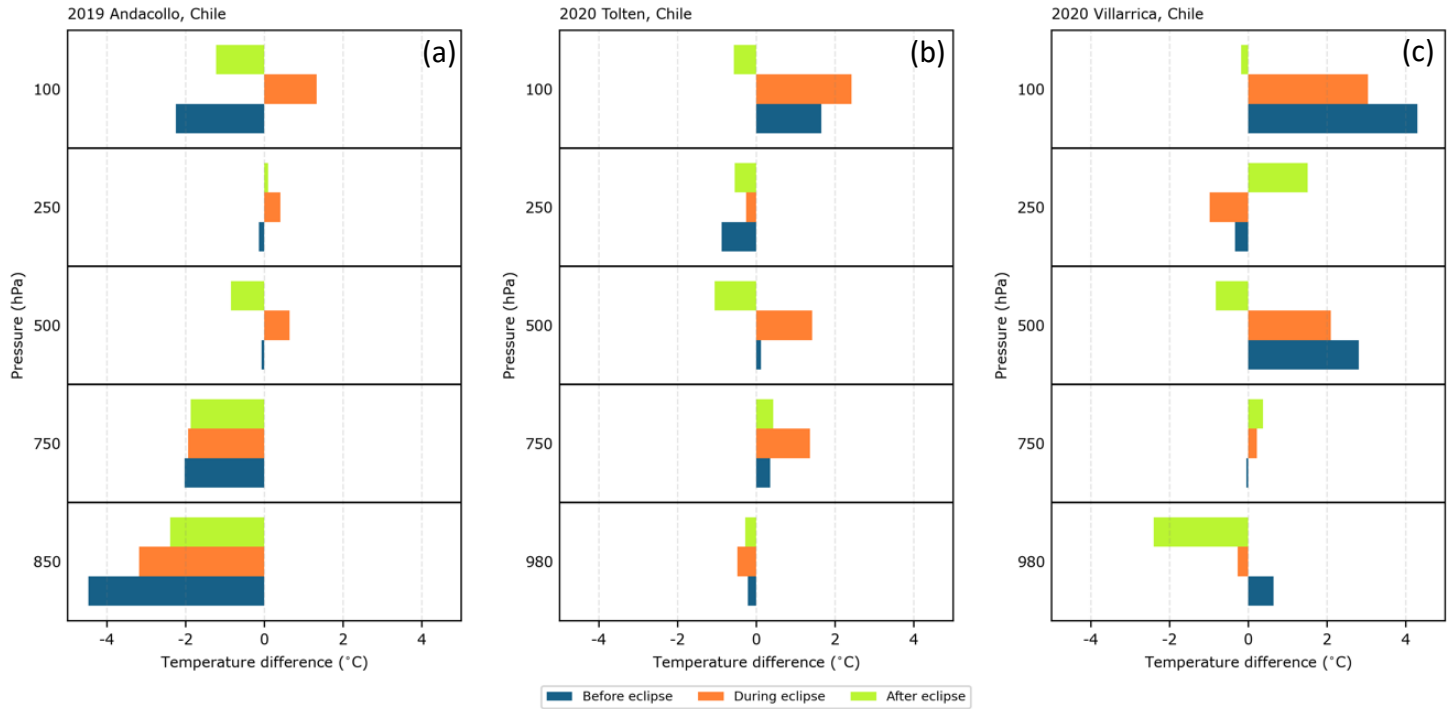 2019 Andacollo, Chile
(a)
100
250
500
750
850
Pressure (hPa)
-4 -2 0 2 4
Temperature difference (°C)
2020 Tolten, Chile
(b)
100
250
500
750
980
Pressure (hPa)
-4 -2 0 2 4
Temperature difference (°C)
2020 Villarrica, Chile
(c)
100
250
500
750
980
Pressure (hPa)
-4 -2 0 2 4
Temperature difference (°C)
Before eclipse During eclipse After eclipse